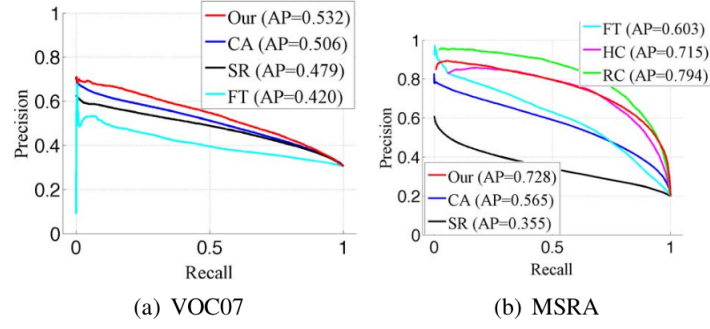 Our (AP=0.532)
CA (AP=0.506)
SR (AP=0.479)
FT (AP=0.420)
Precision
1
0.8
0.6
0.4
0.2
0
0
0.5
1
Recall
(a) VOC07
FT (AP=0.603)
HC (AP=0.715)
RC (AP=0.794)
Our (AP=0.728)
CA (AP=0.565)
SR (AP=0.355)
Precision
1
0.8
0.6
0.4
0.2
0
0
0.5
1
Recall
(b) MSRA